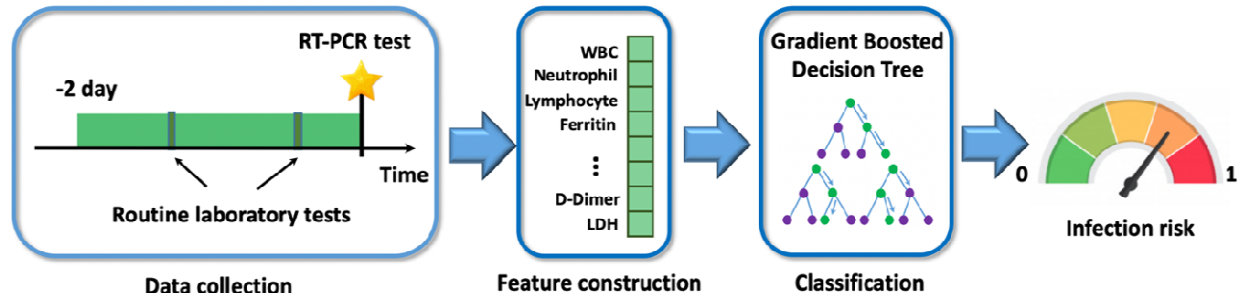 RT-PCR test
-2 day
Time
Routine laboratory tests
Data collection
WBC
Neutrophil
Lymphocyte
Ferritin
D-Dimer
LDH
Feature construction
Gradient Boosted
Decision Tree
Classification
0
1
Infection risk